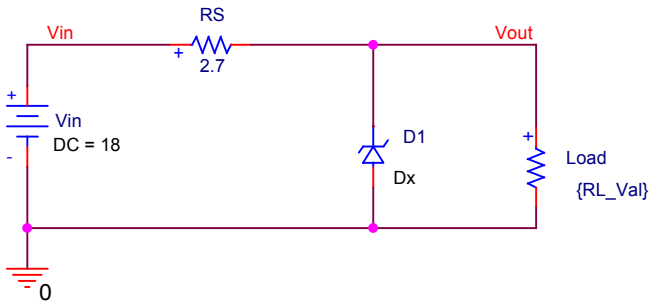 RS
Vin
Vout
+
2.7
+
Vin
DC = 18
-
D1
Dx
+
Load
{RL_Val}
0